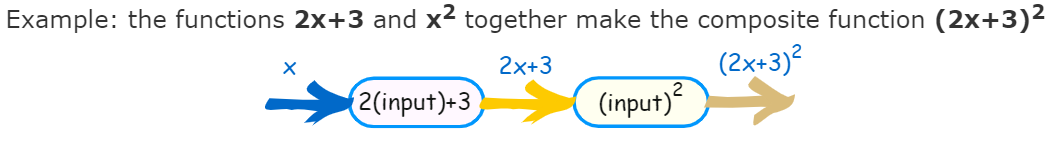 Example: the functions 2x+3 and x² together make the composite function (2x+3)²
x 2x+3 (2x+3)²
2(input)+3 (input)²